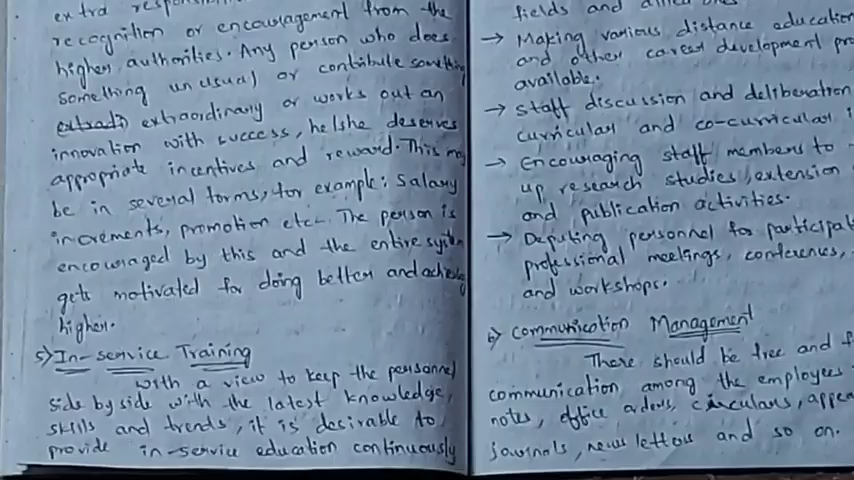 extra
recognition or encouragement from the
higher authorities. Any person who does
something unusual or contribute something
extraordinary or works out an
innovation with success, he/she deserves
appropriate incentives and reward. This may
be in several forms, for example: salary
increments, promotion etc. The person is
encouraged by this and the entire system
gets motivated for doing better and achieving
higher.
5) In-service Training
With a view to keep the personnel
side by side with the latest knowledge,
skills and trends, it is desirable to
provide in-service education continuously
fields and
→ Making various distance education
and other career development pro
available.
→ Staff discussion and deliberation
curricular and co-curricular i
→ Encouraging staff members to
up research studies, extension
and publication activities.
→ Deputing personnel for participat
professional meetings, conferences,
and workshops.
6) Communication Management
There should be free and f
communication among the employees
notes, office orders, circulars, appea
journals, news letters and so on.